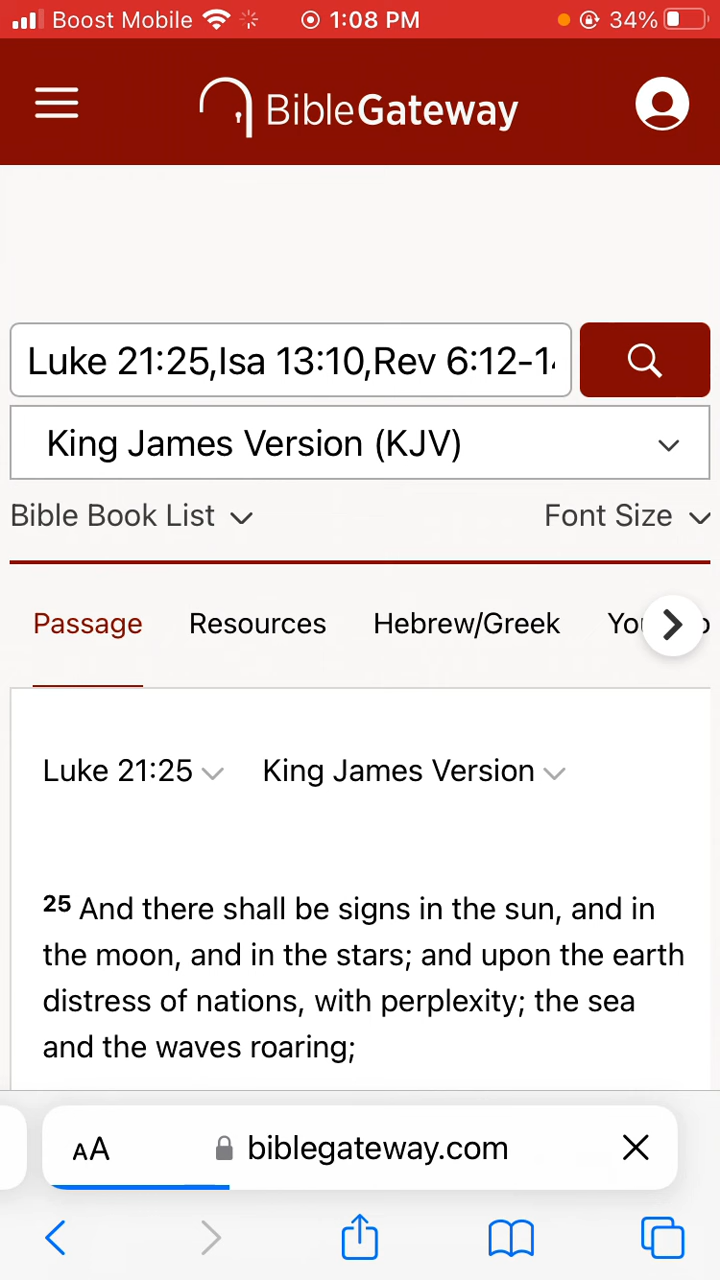 Boost Mobile 1:08 PM 34%
BibleGateway
Luke 21:25,Isa 13:10,Rev 6:12-1
King James Version (KJV)
Bible Book List Font Size
Passage Resources Hebrew/Greek
Luke 21:25 King James Version
25 And there shall be signs in the sun, and in
the moon, and in the stars; and upon the earth
distress of nations, with perplexity; the sea
and the waves roaring;
AA biblegateway.com